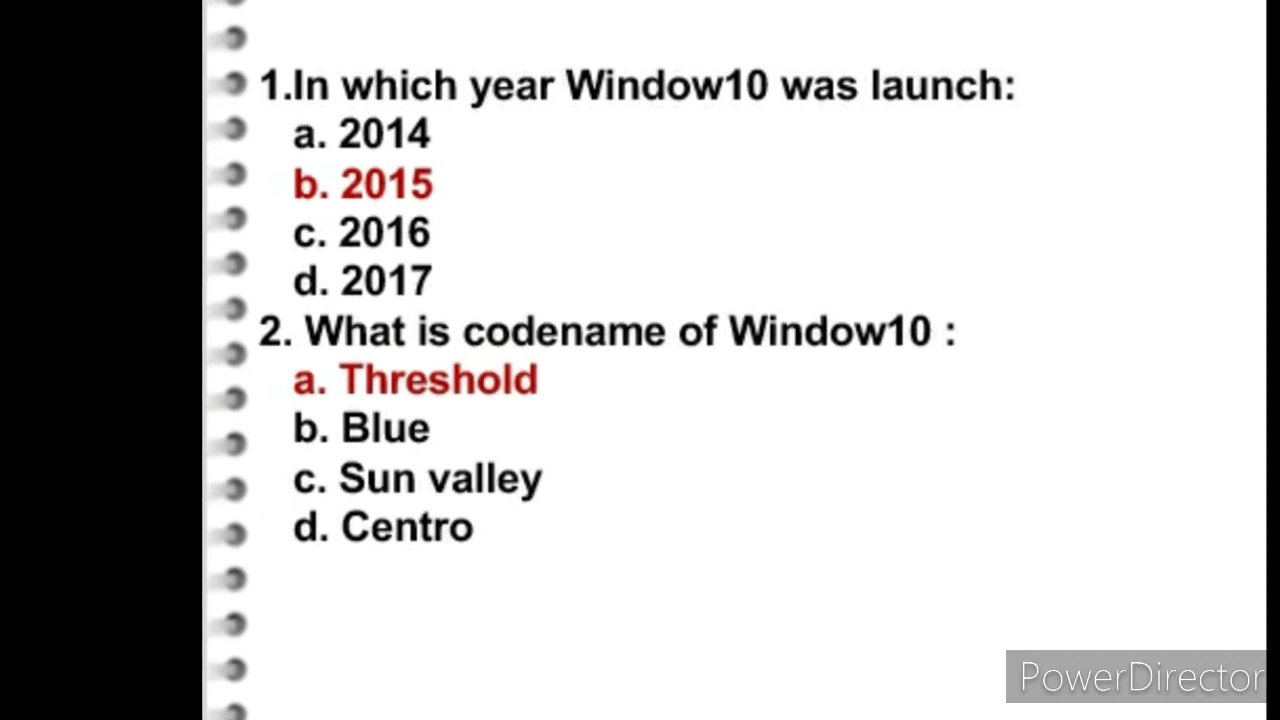 1.In which year Window10 was launch:
a. 2014
b. 2015
c. 2016
d. 2017
2. What is codename of Window10 :
a. Threshold
b. Blue
c. Sun valley
d. Centro
PowerDirector